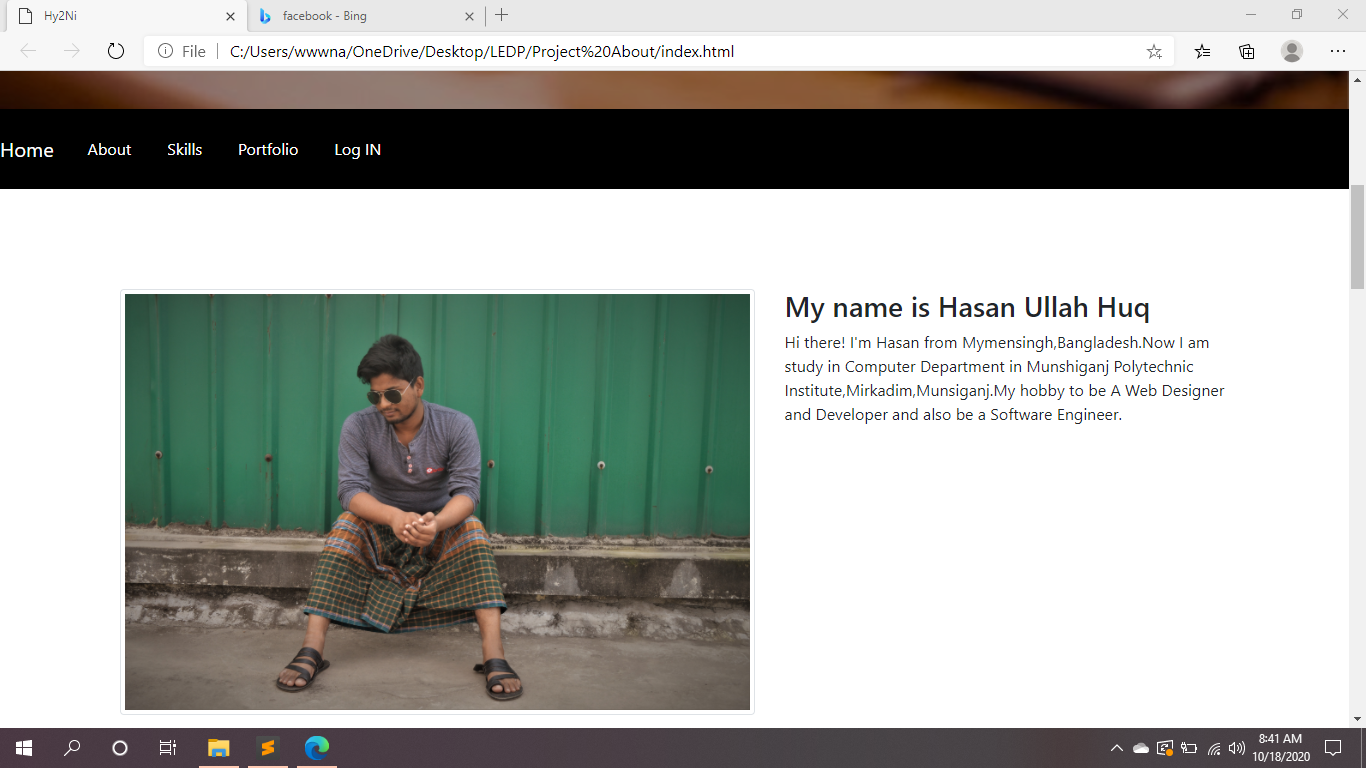 Hy2Ni
facebook - Bing
File
C:/Users/wwwna/OneDrive/Desktop/LEDP/Project%20About/index.html
Home About Skills Portfolio Log IN
My name is Hasan Ullah Huq
Hi there! I'm Hasan from Mymensingh,Bangladesh.Now I am
study in Computer Department in Munshiganj Polytechnic
Institute,Mirkadim,Munsiganj.My hobby to be A Web Designer
and Developer and also be a Software Engineer.
8:41 AM
10/18/2020